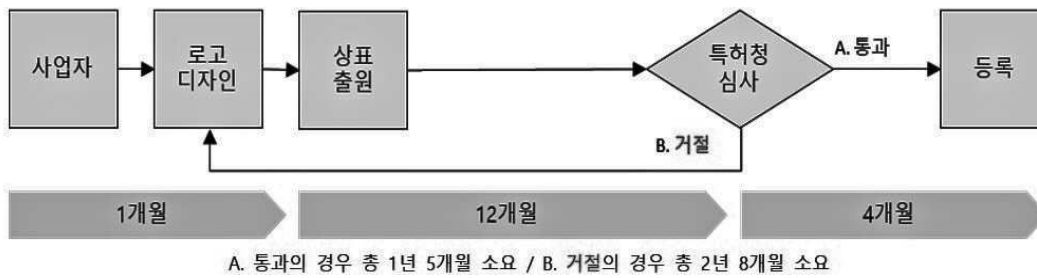 사업자
로고
디자인
상표
출원
특허청
심사
A. 통과
등록
B. 거절
1개월
12개월
4개월
A. 통과의 경우 총 1년 5개월 소요 / B. 거절의 경우 총 2년 8개월 소요